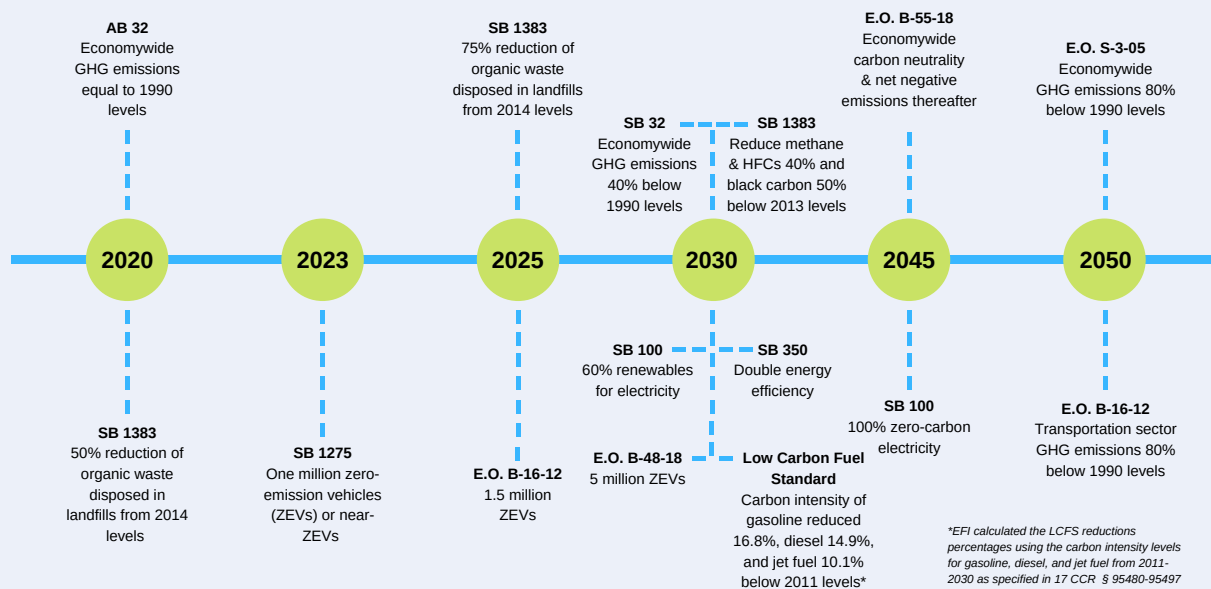 AB 32
Economywide
GHG emissions
equal to 1990
levels
SB 1383
75% reduction of
organic waste
disposed in landfills
from 2014 levels
SB 32
Economywide
GHG emissions
40% below
1990 levels
SB 1383
Reduce methane
& HFCs 40% and
black carbon 50%
below 2013 levels
E.O. B-55-18
Economywide
carbon neutrality
& net negative
emissions thereafter
E.O. S-3-05
Economywide
GHG emissions 80%
below 1990 levels
2020
2023
2025
2030
2045
2050
SB 1383
50% reduction of
organic waste
disposed in
landfills from 2014
levels
SB 1275
One million zero-
emission vehicles
(ZEVs) or near-
ZEVs
E.O. B-16-12
1.5 million
ZEVs
SB 100
60% renewables
for electricity
SB 350
Double energy
efficiency
E.O. B-48-18
5 million ZEVs
Low Carbon Fuel
Standard
Carbon intensity of
gasoline reduced
16.8%, diesel 14.9%,
and jet fuel 10.1%
below 2011 levels*
SB 100
100% zero-carbon
electricity
E.O. B-16-12
Transportation sector
GHG emissions 80%
below 1990 levels
*EFI calculated the LCFS reductions
percentages using the carbon intensity levels
for gasoline, diesel, and jet fuel from 2011-
2030 as specified in 17 CCR § 95480-95497